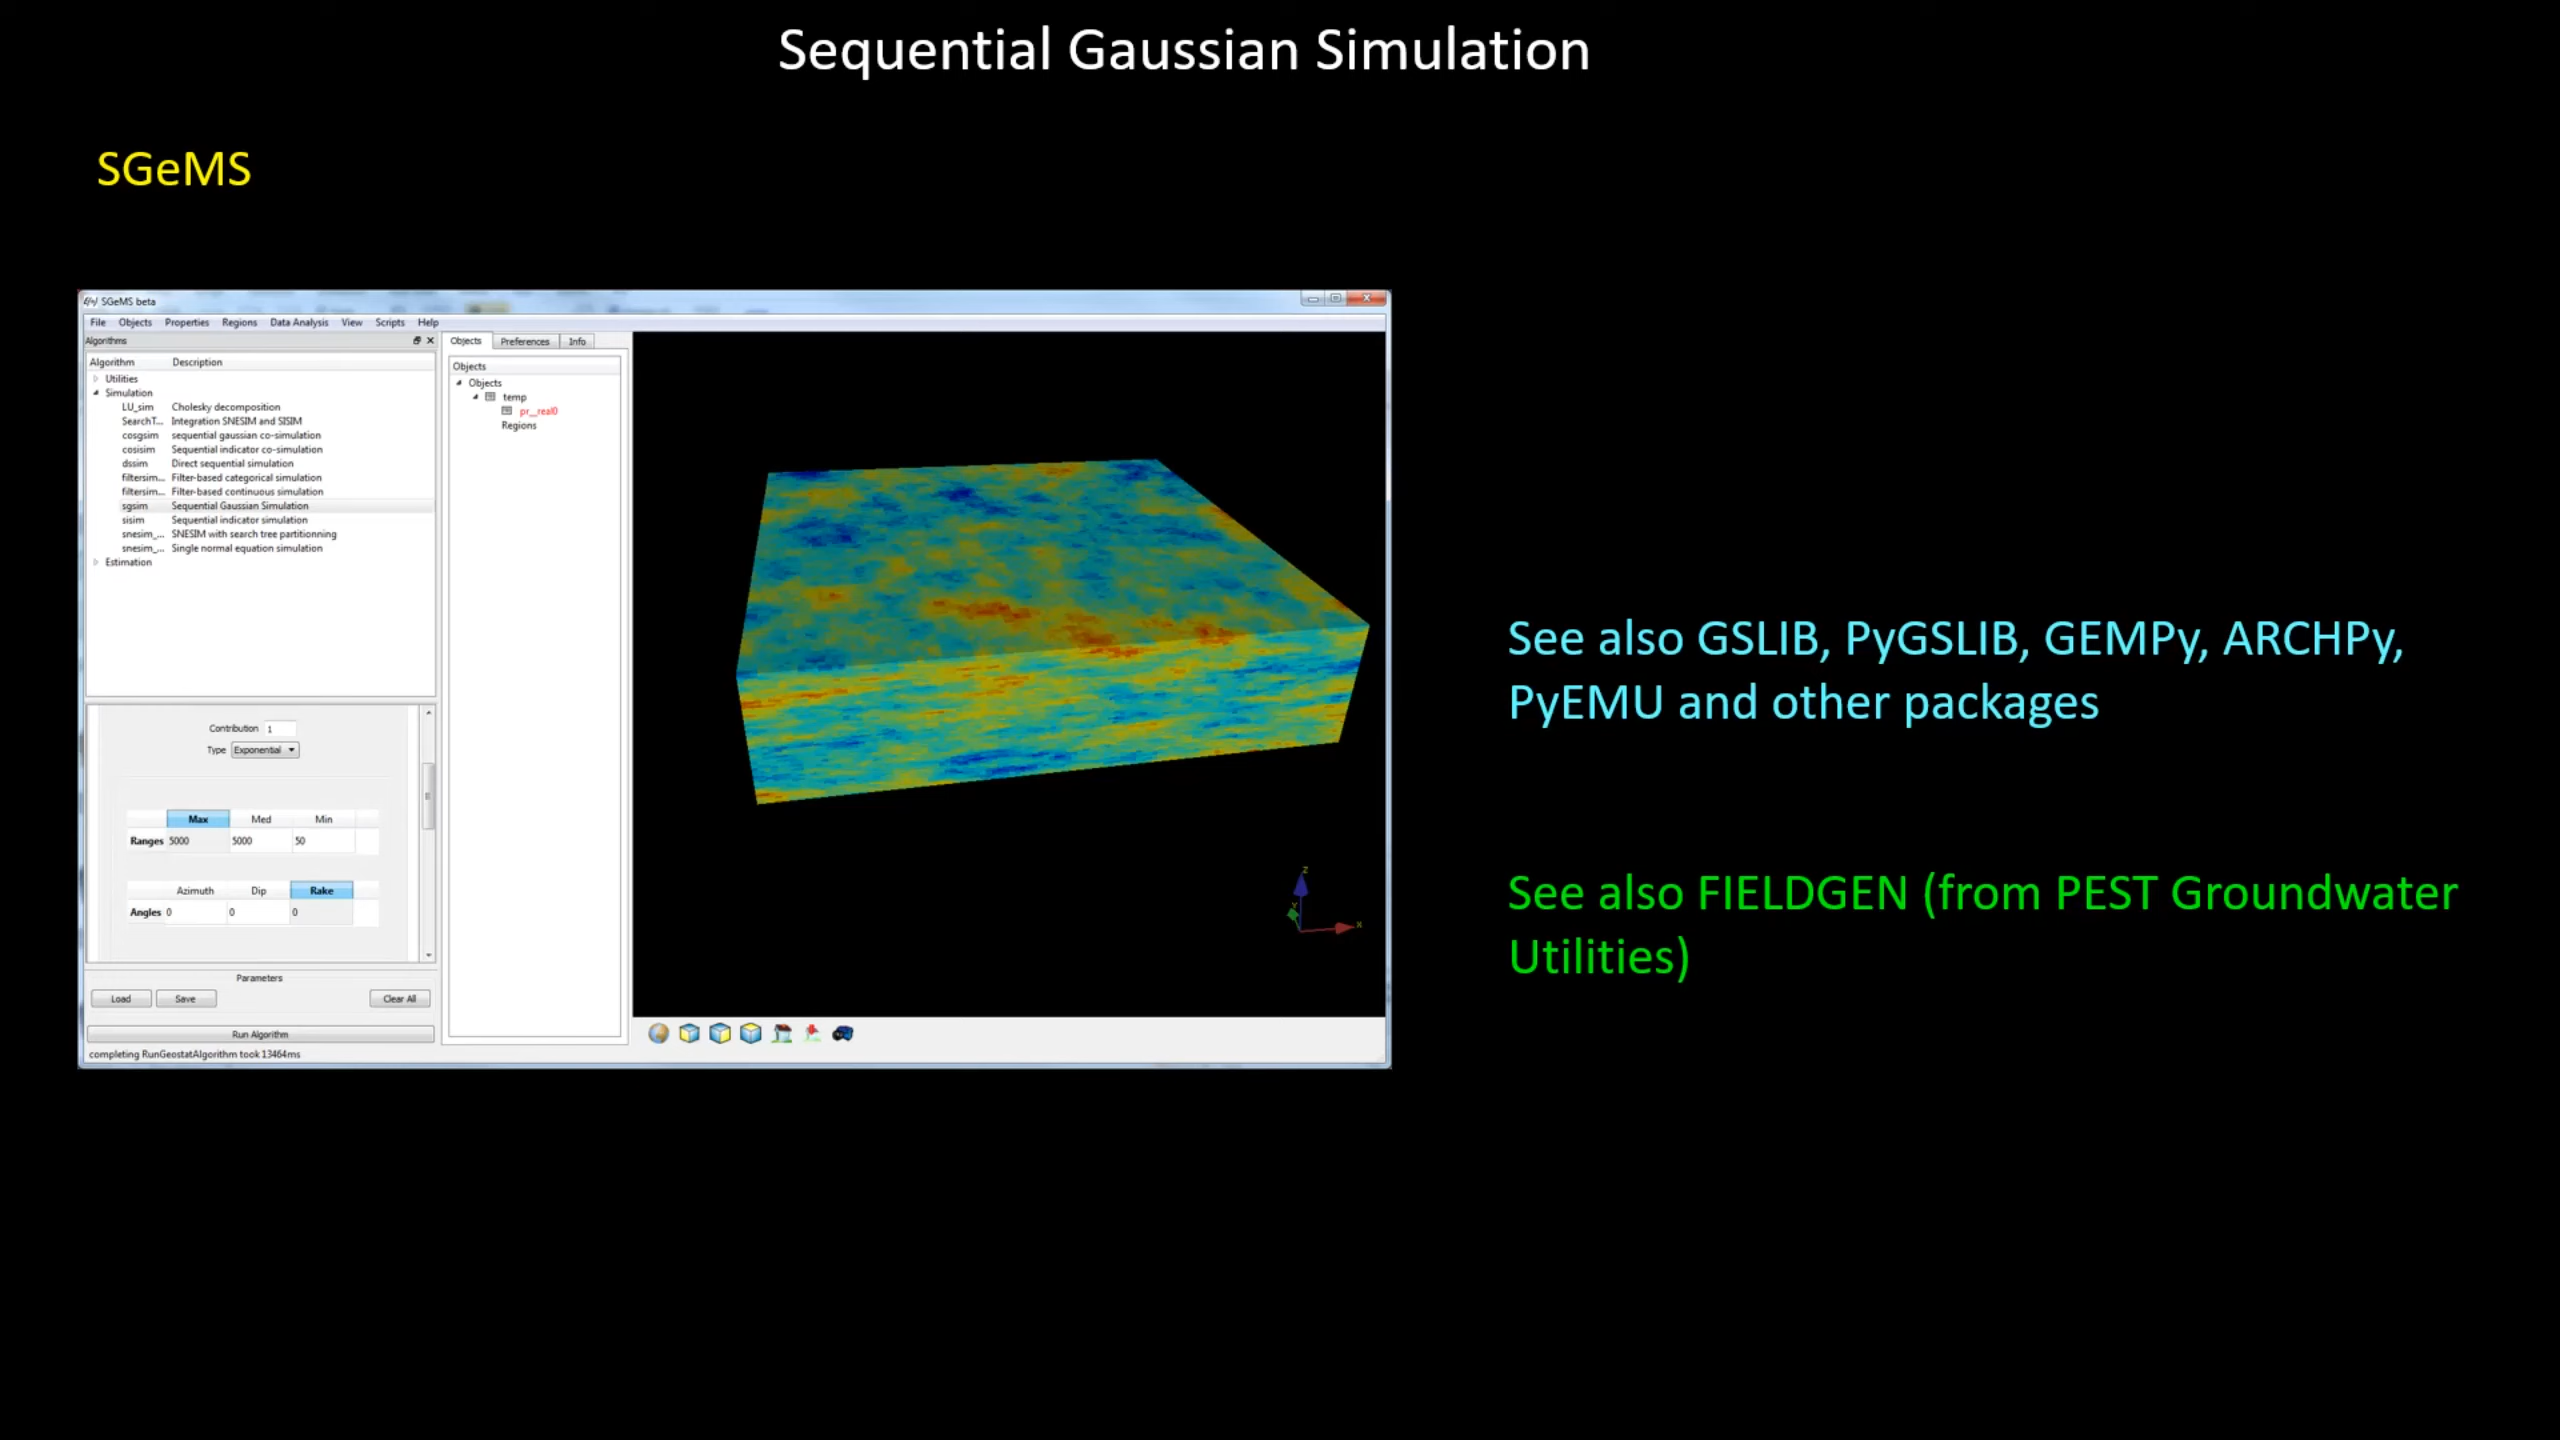 Sequential Gaussian Simulation
SGeMS
SGeMS beta
File Objects Properties Regions Data Analysis View Scripts Help
Algorithms
Algorithm Description
Utilities
Simulation
LU_sim Cholesky decomposition
SearchT... Integration SNESIM and SISIM
cosgsim sequential gaussian co-simulation
cosisim Sequential indicator co-simulation
dssim Direct sequential simulation
filtersim... Filter-based categorical simulation
filtersim... Filter-based continuous simulation
sgsim Sequential Gaussian Simulation
sisim Sequential indicator simulation
snesim_... SNESIM with search tree partitionning
snesim_... Single normal equation simulation
Estimation
Contribution 1
Type Exponential
Max Med Min
Ranges 5000 5000 50
Azimuth Dip Rake
Angles 0 0 0
Parameters
Load Save Clear All
Run Algorithm
completing RunGeostatAlgorithm took 13464ms
Objects Preferences Info
Objects
Objects
temp
pr__real0
Regions
Z
Y
X
See also GSLIB, PyGSLIB, GEMPy, ARCHPy,
PyEMU and other packages
See also FIELDGEN (from PEST Groundwater
Utilities)